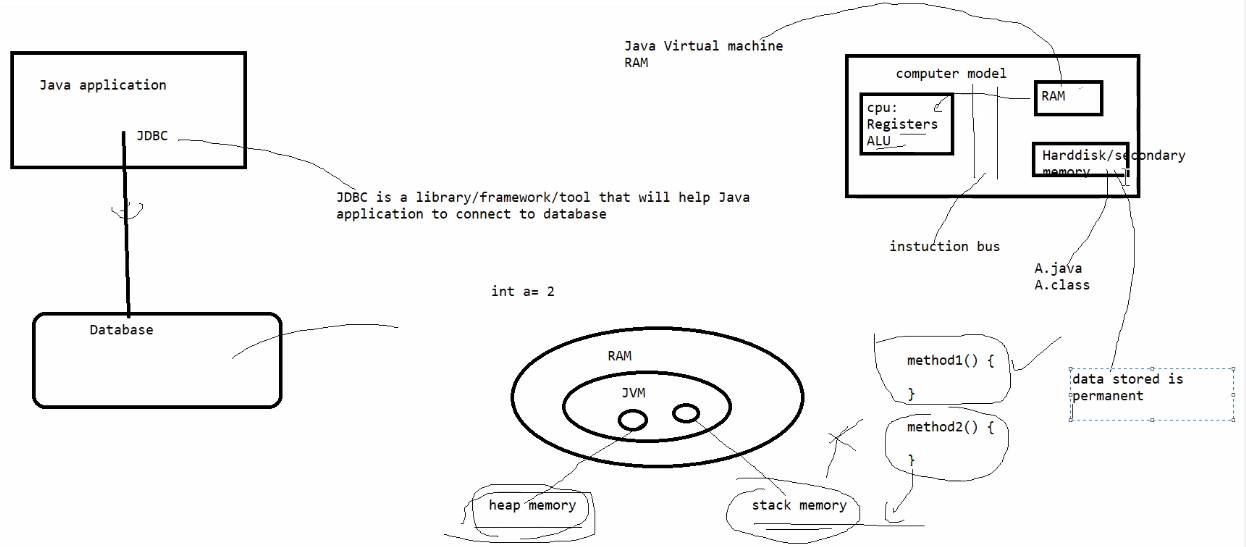 Java application
JDBC
JDBC is a library/framework/tool that will help Java
application to connect to database
Database
Java Virtual machine
RAM
computer model
cpu:
Registers
ALU
RAM
Harddisk/secondary
memory
instuction bus
A.java
A.class
data stored is
permanent
int a= 2
RAM
JVM
heap memory
stack memory
method1() {
}
method2() {
}